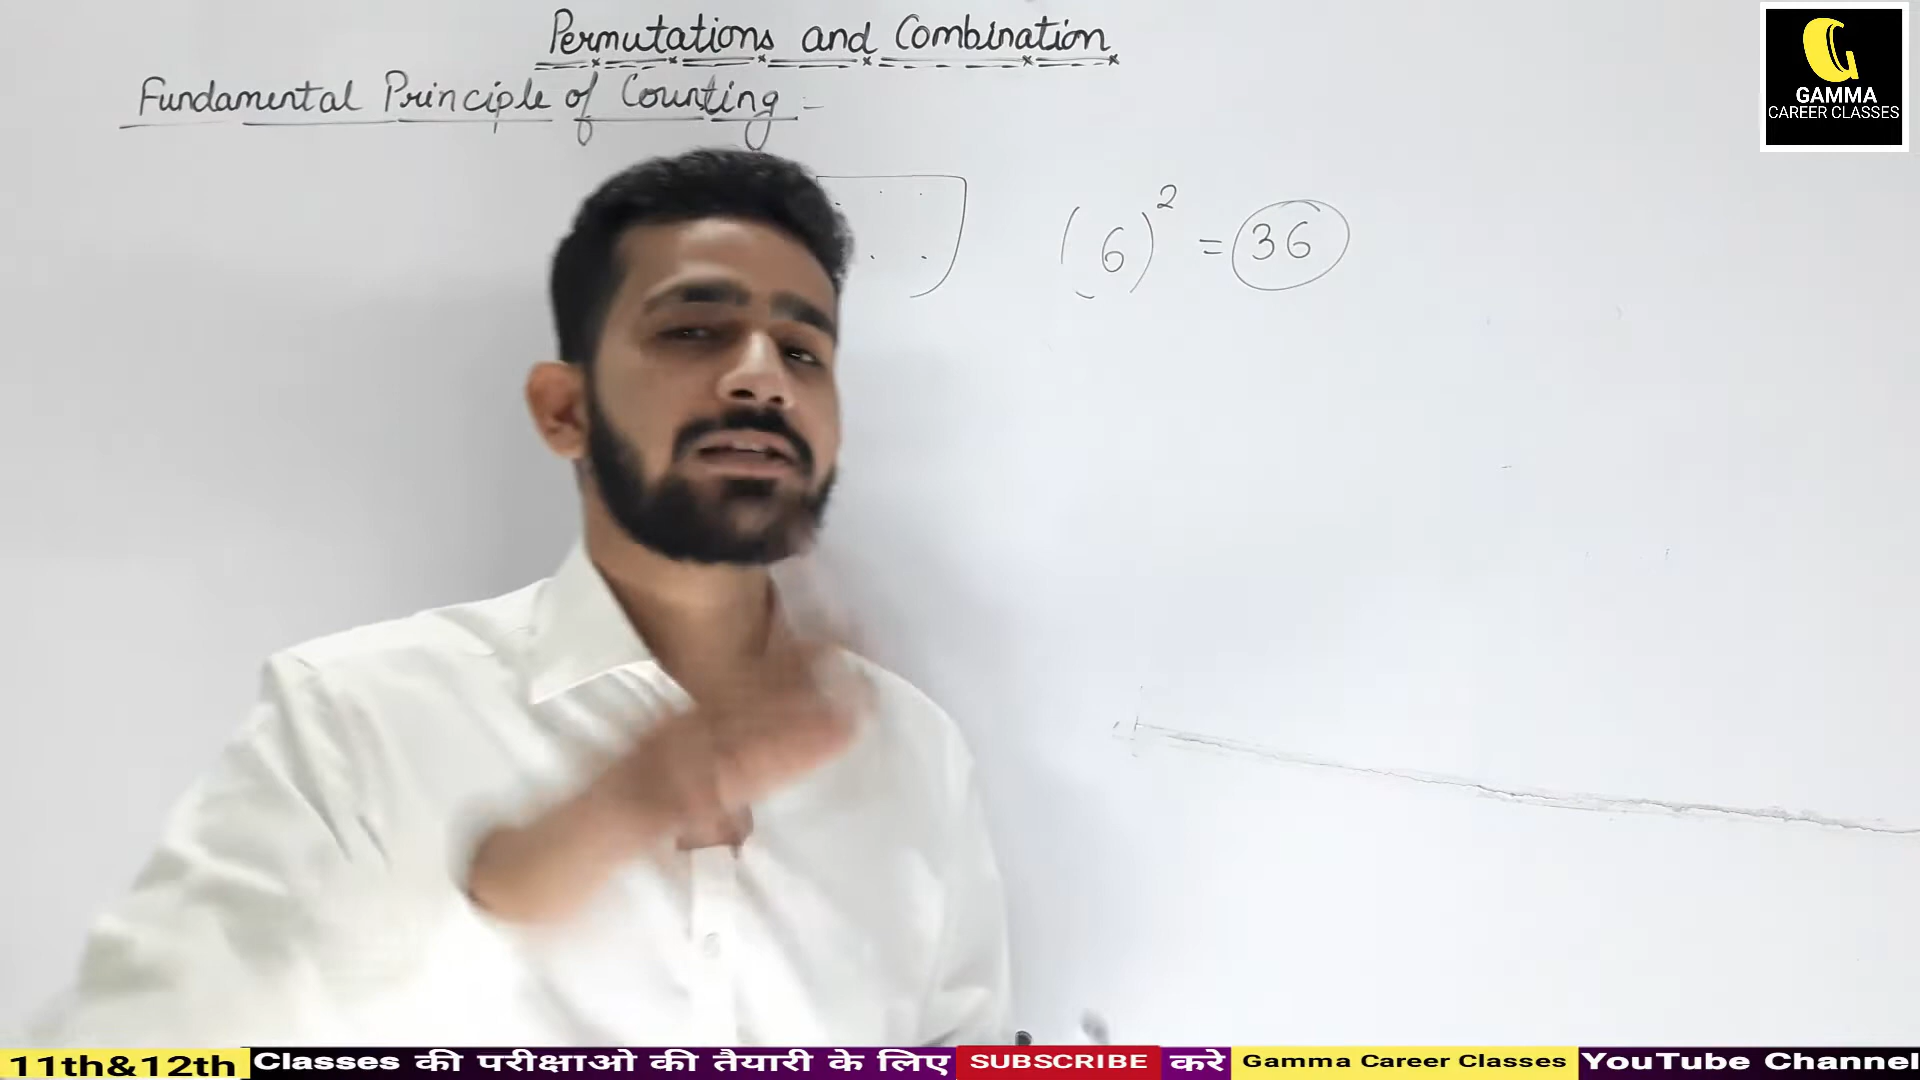 Permutations and Combination
Fundamental Principle of Counting -
(6)² = 36
GAMMA
CAREER CLASSES
11th&12th Classes की परीक्षाओ की तैयारी के लिए SUBSCRIBE करे Gamma Career Classes YouTube Channel